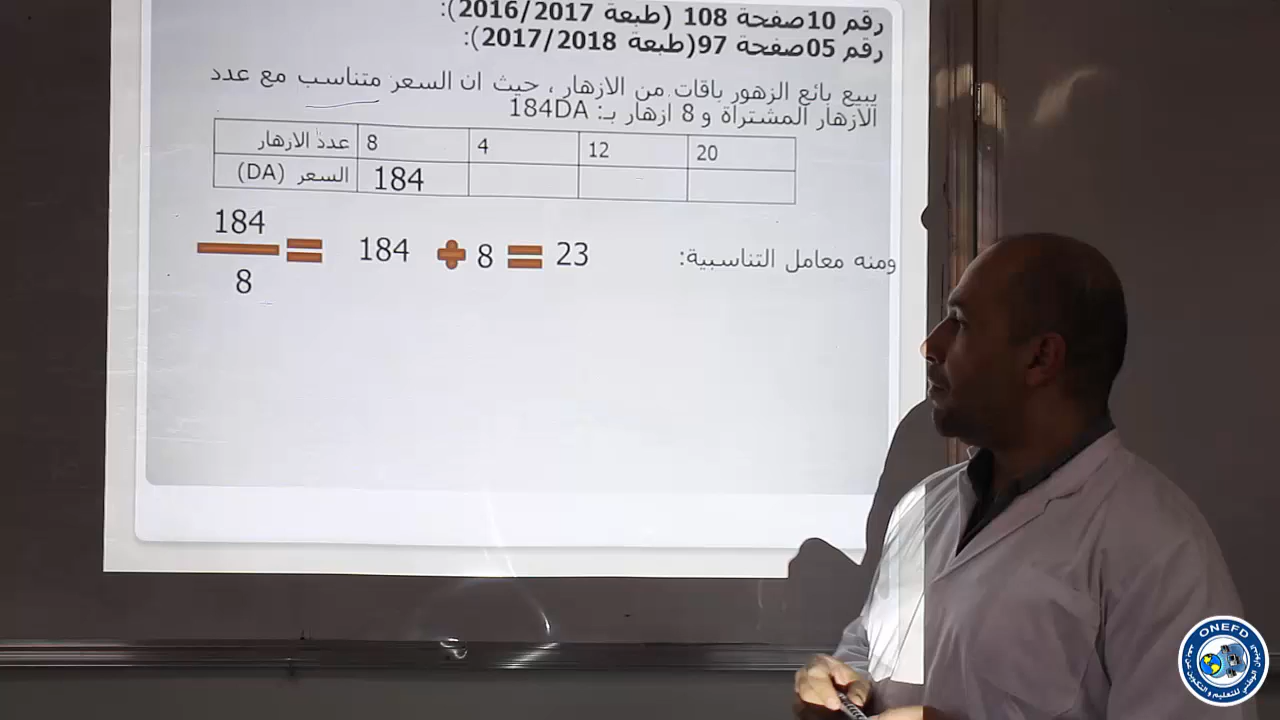 رقم 10صفحة 108 (طبعة 2016/2017):
رقم 05صفحة 97(طبعة 2017/2018):
يبيع بائع الزهور باقات من الازهار ، حيث ان السعر متناسب مع عدد
الازهار المشتراة و 8 ازهار بـ: 184DA
عدد الازهار 8 4 12 20
السعر (DA) 184
184
8
= 184 ÷ 8 = 23
ومنه معامل التناسبية:
ONEFD